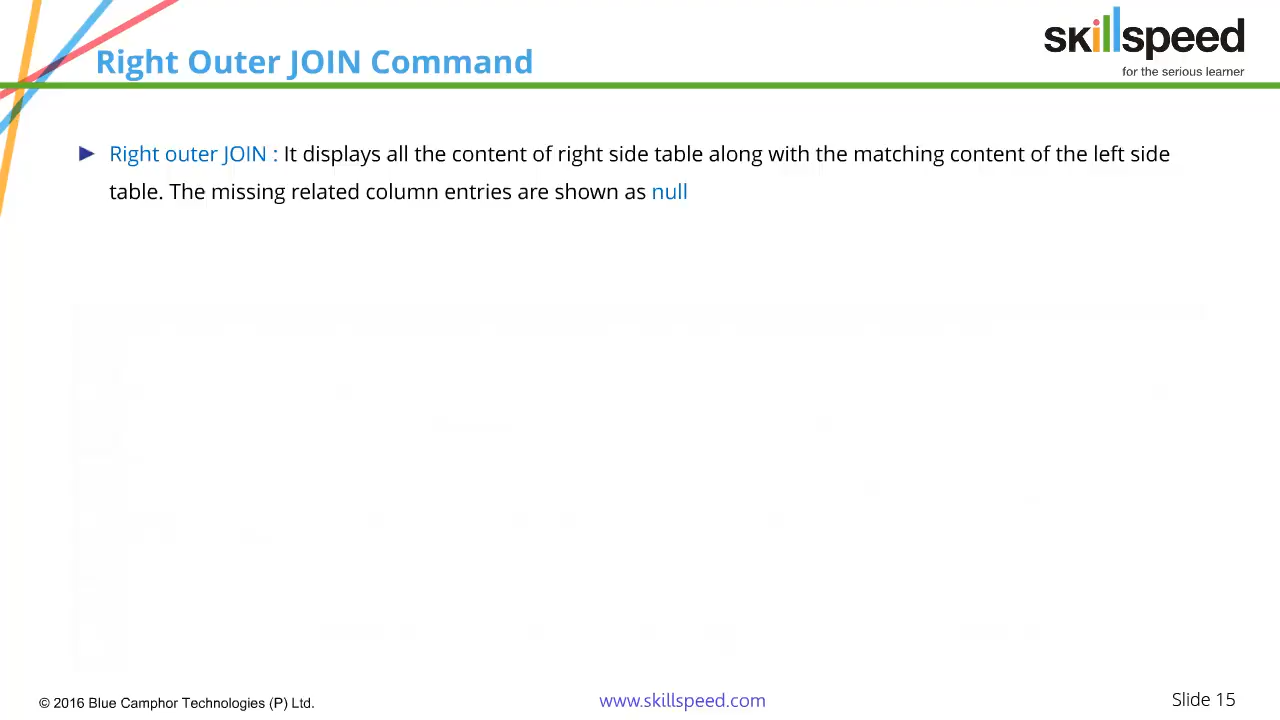 skillspeed
for the serious learner
Right Outer JOIN Command
► Right outer JOIN : It displays all the content of right side table along with the matching content of the left side
table. The missing related column entries are shown as null
© 2016 Blue Camphor Technologies (P) Ltd.
www.skillspeed.com
Slide 15